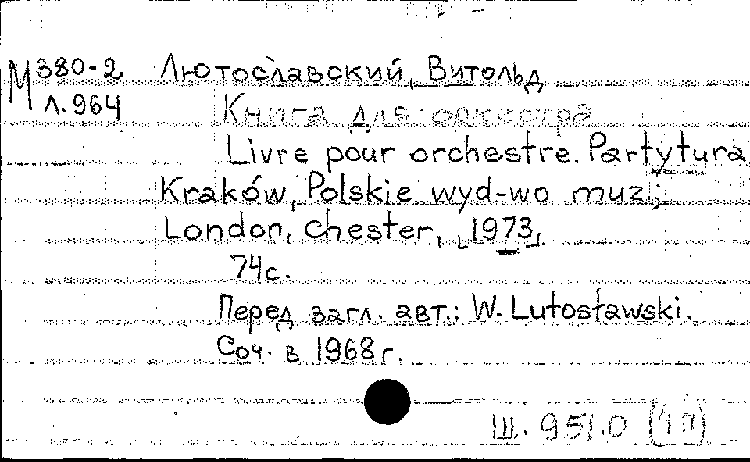 М 380-2 Лютославский, Витольд
Л.964 Книга для оркестра
Livre pour orchestre. Partytura
Kraków, Polskie wyd-wo muz.;
London, Chester, [1973]
74с.
Перед загл. авт.: W. Lutosławski.
Соч. в 1968 г.
Ш. 951.0